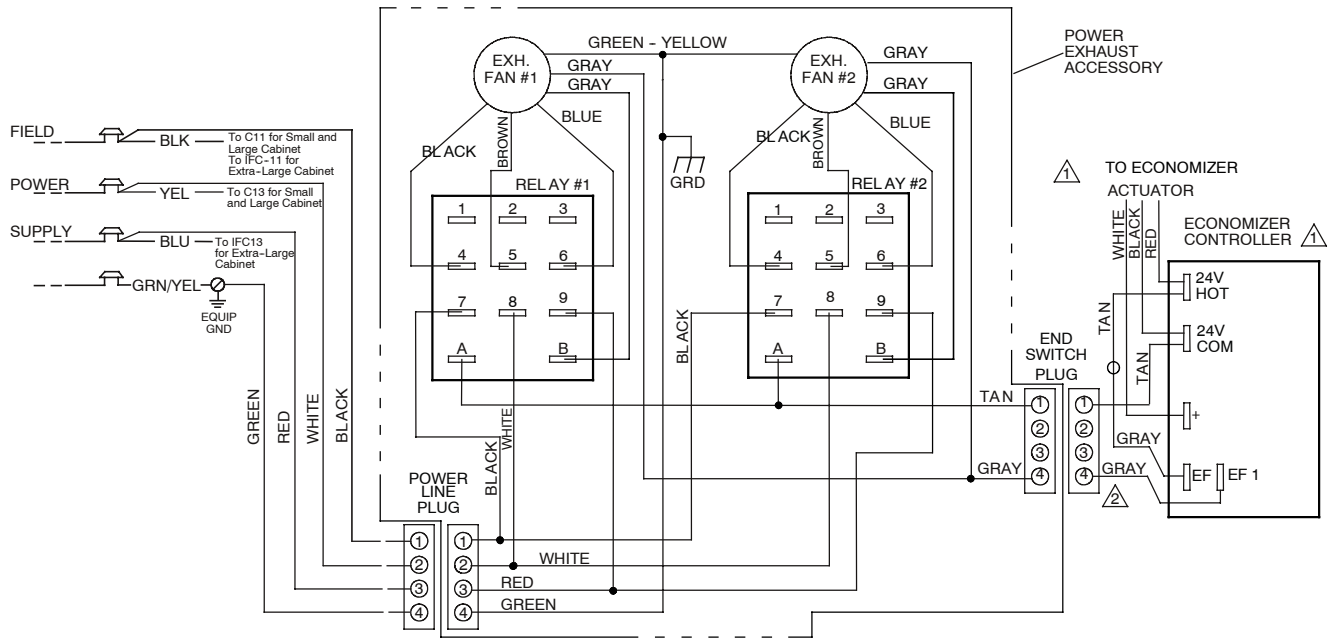 POWER
EXHAUST
ACCESSORY
GREEN - YELLOW
EXH.
FAN #1
GRAY
GRAY
BLUE
BLACK
BROWN
EXH.
FAN #2
GRAY
GRAY
BLUE
BLACK
BROWN
GRD
FIELD
BLK
To C11 for Small and
Large Cabinet
To IFC-11 for
Extra-Large Cabinet
POWER
YEL
To C13 for Small
and Large Cabinet
SUPPLY
BLU
To IFC13
for Extra-Large
Cabinet
GRN/YEL
EQUIP
GND
GREEN
RED
WHITE
BLACK
RELAY #1
1 2 3
4 5 6
7 8 9
A B
RELAY #2
1 2 3
4 5 6
7 8 9
A B
BLACK
WHITE
BLACK
POWER
LINE
PLUG
1
2
3
4
1
2
3
4
WHITE
RED
GREEN
TAN
GRAY
END
SWITCH
PLUG
1
2
3
4
1
2
3
4
1
TO ECONOMIZER
ACTUATOR
WHITE
BLACK
RED
ECONOMIZER
CONTROLLER
1
24V
HOT
24V
COM
+
EF
EF 1
TAN
TAN
GRAY
GRAY
2